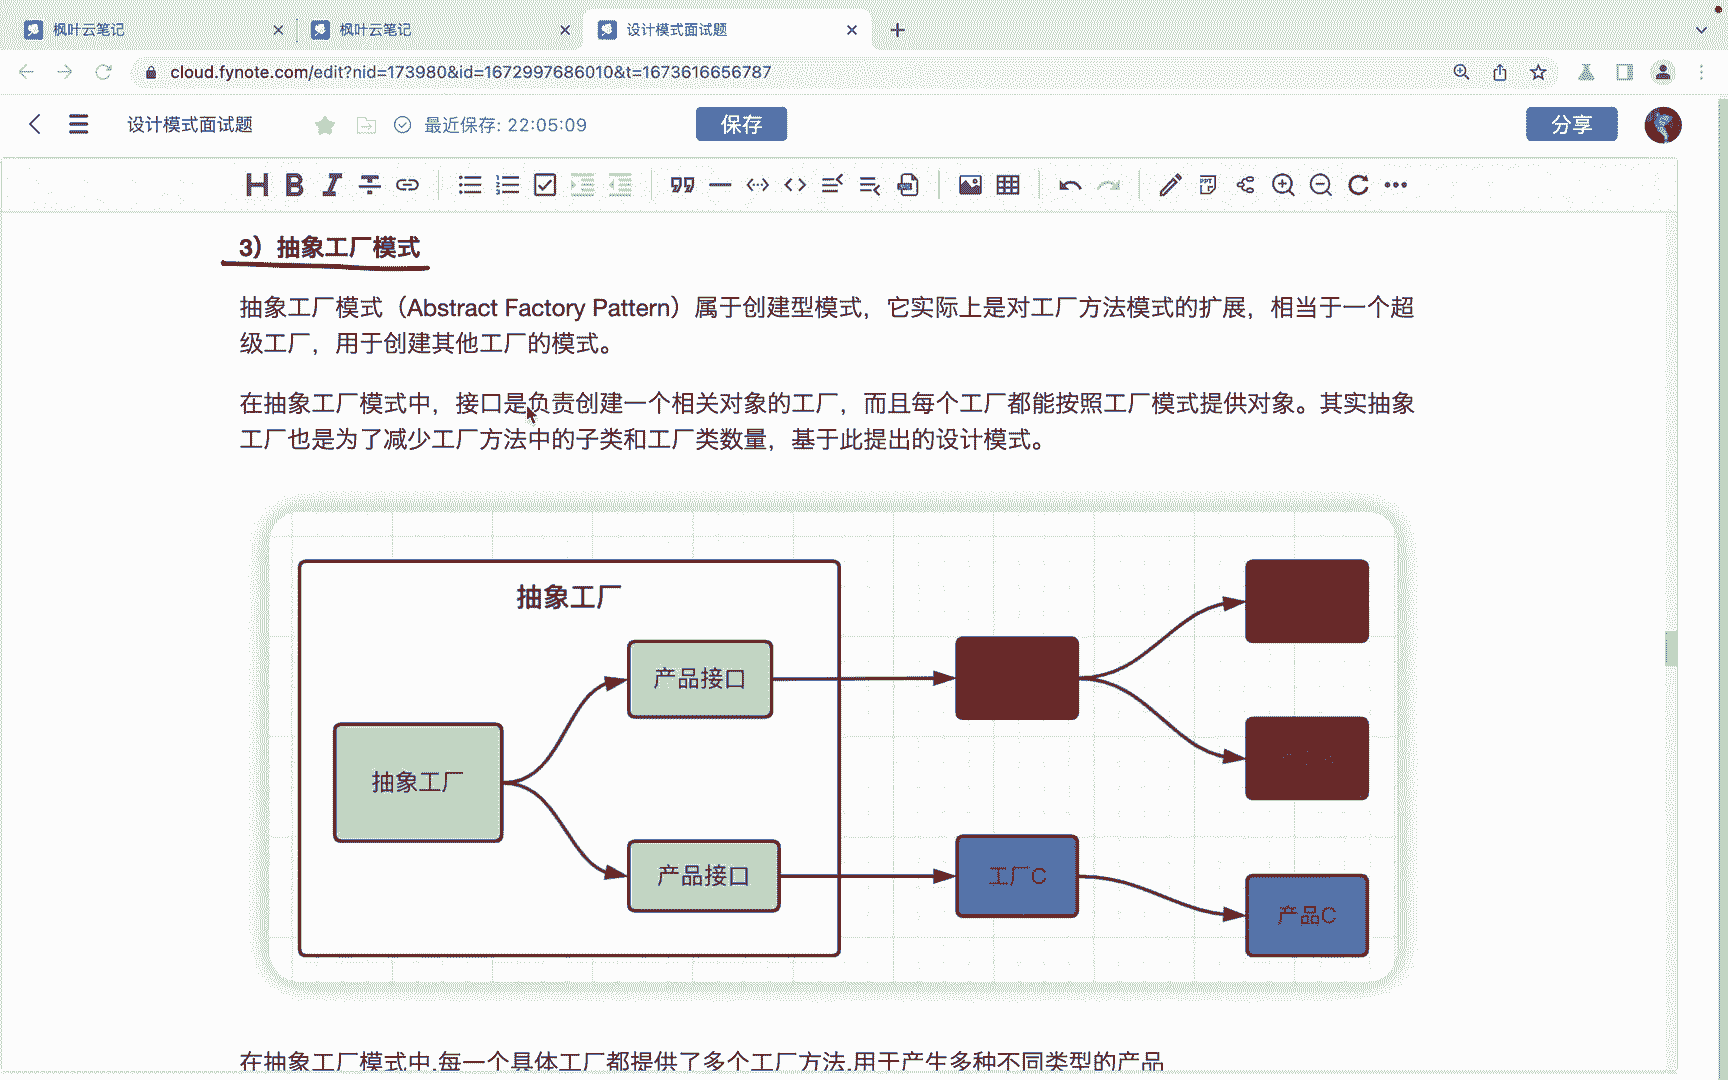 枫叶云笔记
枫叶云笔记
设计模式面试题
cloud.fynote.com/edit?nid=173980&id=1672997686010&t=1673616656787
设计模式面试题
最近保存: 22:05:09
保存
分享
3）抽象工厂模式
抽象工厂模式（Abstract Factory Pattern）属于创建型模式，它实际上是对工厂方法模式的扩展，相当于一个超
级工厂，用于创建其他工厂的模式。
在抽象工厂模式中，接口是负责创建一个相关对象的工厂，而且每个工厂都能按照工厂模式提供对象。其实抽象
工厂也是为了减少工厂方法中的子类和工厂类数量，基于此提出的设计模式。
抽象工厂
产品接口
抽象工厂
产品接口
工厂C
产品C
在抽象工厂模式中,每一个具体工厂都提供了多个工厂方法,用于产生多种不同类型的产品